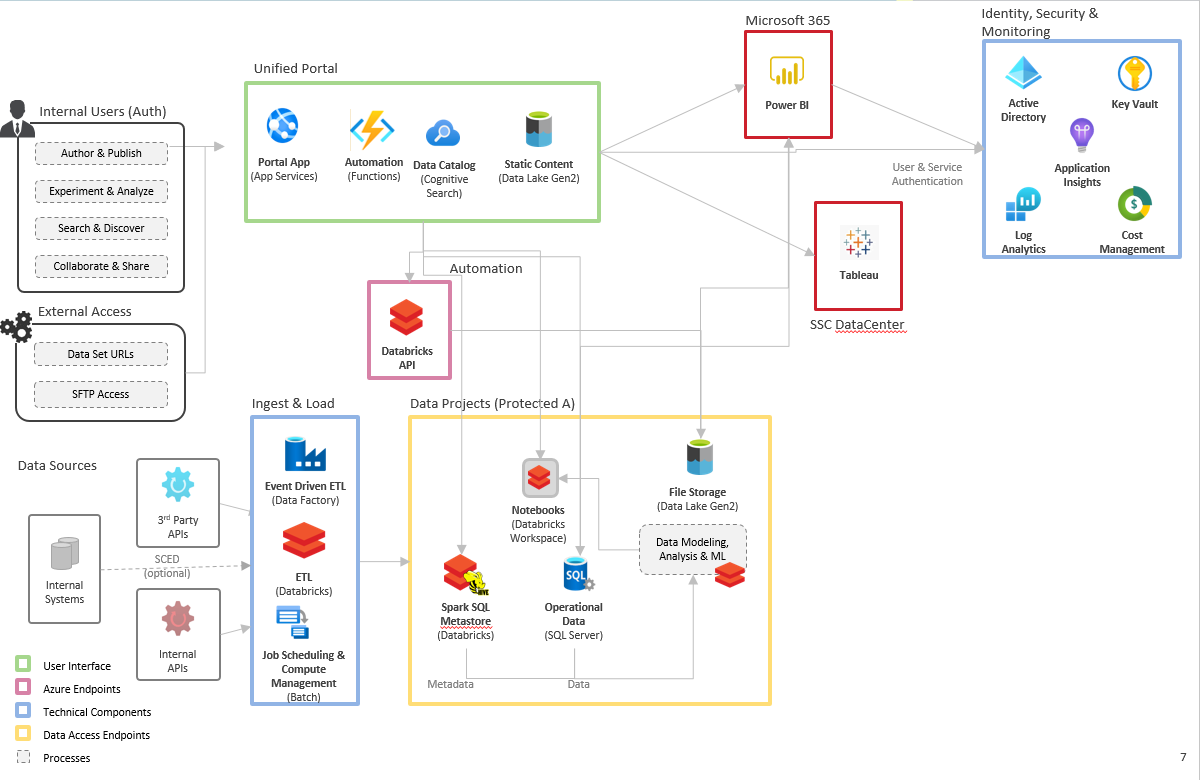 Microsoft 365
Power BI
Identity, Security &
Monitoring
Active
Directory
Key Vault
Application
Insights
Log
Analytics
Cost
Management
User & Service
Authentication
Unified Portal
Portal App
(App Services)
Automation
(Functions)
Data Catalog
(Cognitive
Search)
Static Content
(Data Lake Gen2)
Internal Users (Auth)
Author & Publish
Experiment & Analyze
Search & Discover
Collaborate & Share
External Access
Data Set URLs
SFTP Access
Tableau
SSC DataCenter
Automation
Databricks
API
Data Sources
Internal
Systems
3rd Party
APIs
SCED
(optional)
Internal
APIs
Ingest & Load
Event Driven ETL
(Data Factory)
ETL
(Databricks)
Job Scheduling &
Compute
Management
(Batch)
Data Projects (Protected A)
Notebooks
(Databricks
Workspace)
File Storage
(Data Lake Gen2)
Data Modeling,
Analysis & ML
HIVE
Spark SQL
Metastore
(Databricks)
SQL
Operational
Data
(SQL Server)
Metadata
Data
User Interface
Azure Endpoints
Technical Components
Data Access Endpoints
Processes
7